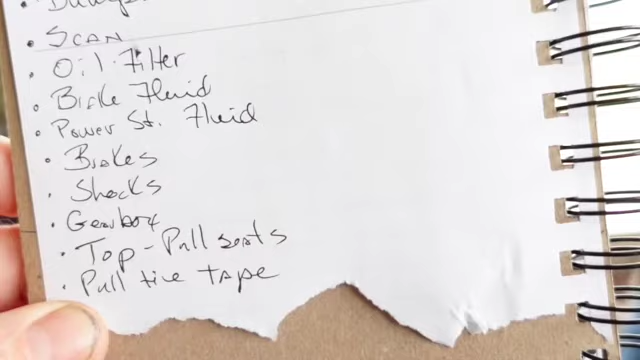 • SCAN
• Oil Filter
• Brake Fluid
• Power St. Fluid
• Brakes
• Shocks
• Gearbox
• Top - Pull seats
• Pull tire tape